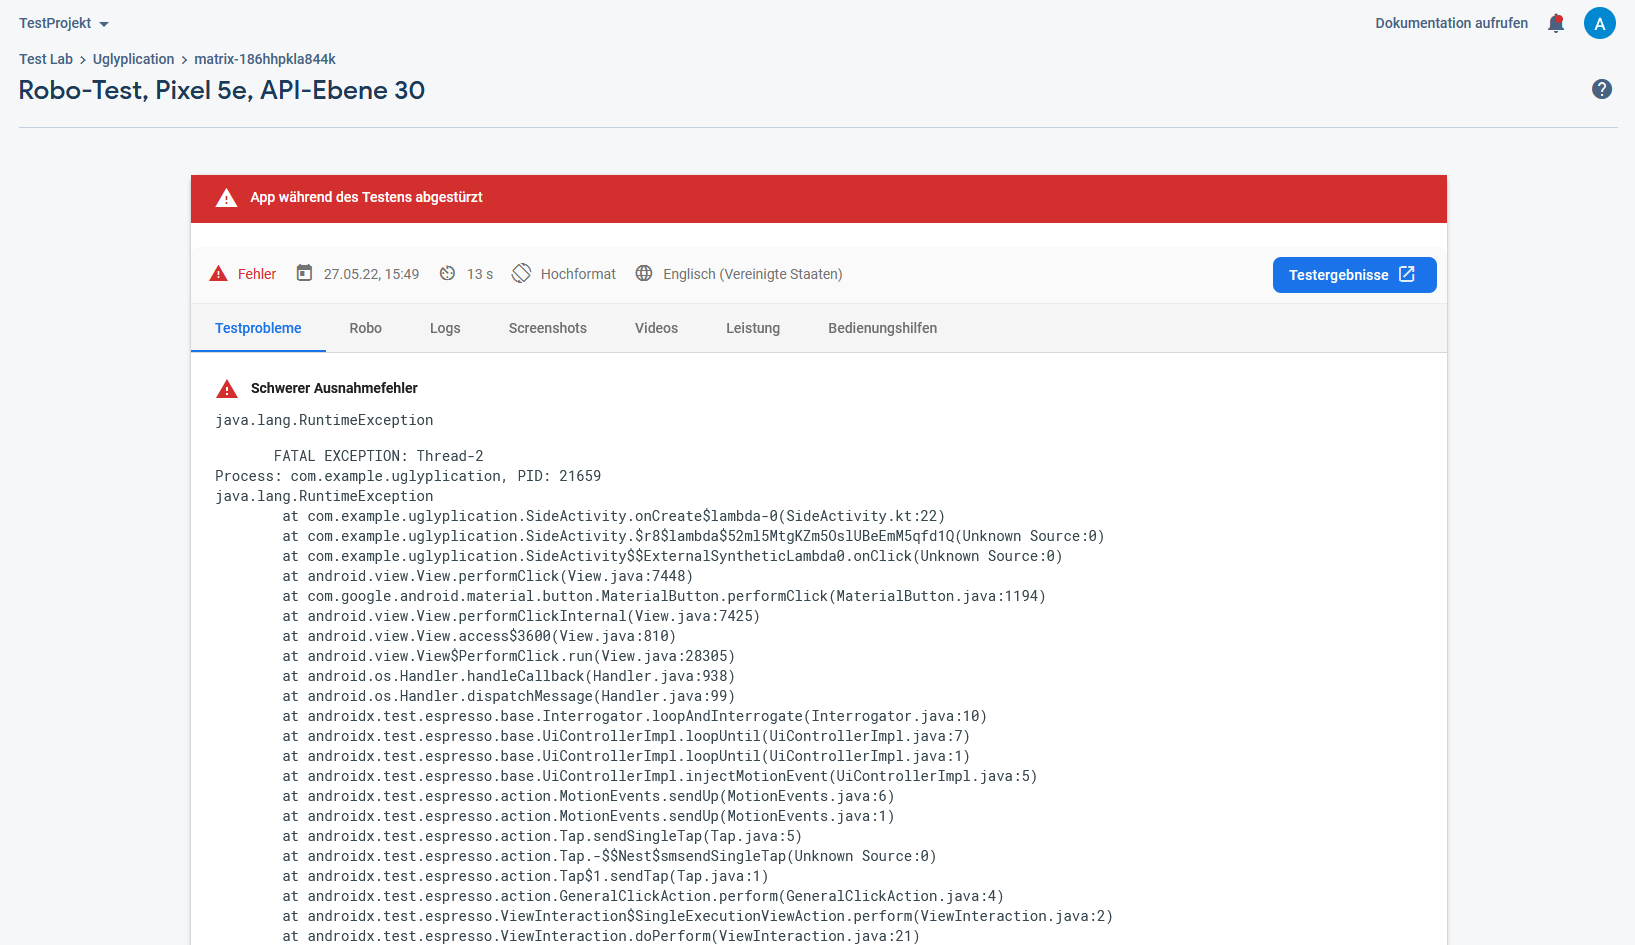 TestProjekt
Dokumentation aufrufen
A
Test Lab > Uglyplication > matrix-186hhpkla844k
Robo-Test, Pixel 5e, API-Ebene 30
?
App während des Testens abgestürzt
Fehler 27.05.22, 15:49 13 s Hochformat Englisch (Vereinigte Staaten)
Testergebnisse
Testprobleme Robo Logs Screenshots Videos Leistung Bedienungshilfen
Schwerer Ausnahmefehler
java.lang.RuntimeException
FATAL EXCEPTION: Thread-2
Process: com.example.uglyplication, PID: 21659
java.lang.RuntimeException
at com.example.uglyplication.SideActivity.onCreate$lambda-0(SideActivity.kt:22)
at com.example.uglyplication.SideActivity.$r8$lambda$52ml5MtgKZm5OslUBeEmM5qfd1Q(Unknown Source:0)
at com.example.uglyplication.SideActivity$$ExternalSyntheticLambda0.onClick(Unknown Source:0)
at android.view.View.performClick(View.java:7448)
at com.google.android.material.button.MaterialButton.performClick(MaterialButton.java:1194)
at android.view.View.performClickInternal(View.java:7425)
at android.view.View.access$3600(View.java:810)
at android.view.View$PerformClick.run(View.java:28305)
at android.os.Handler.handleCallback(Handler.java:938)
at android.os.Handler.dispatchMessage(Handler.java:99)
at androidx.test.espresso.base.Interrogator.loopAndInterrogate(Interrogator.java:10)
at androidx.test.espresso.base.UiControllerImpl.loopUntil(UiControllerImpl.java:7)
at androidx.test.espresso.base.UiControllerImpl.loopUntil(UiControllerImpl.java:1)
at androidx.test.espresso.base.UiControllerImpl.injectMotionEvent(UiControllerImpl.java:5)
at androidx.test.espresso.action.MotionEvents.sendUp(MotionEvents.java:6)
at androidx.test.espresso.action.MotionEvents.sendUp(MotionEvents.java:1)
at androidx.test.espresso.action.Tap.sendSingleTap(Tap.java:5)
at androidx.test.espresso.action.Tap.-$$Nest$smsendSingleTap(Unknown Source:0)
at androidx.test.espresso.action.Tap$1.sendTap(Tap.java:1)
at androidx.test.espresso.action.GeneralClickAction.perform(GeneralClickAction.java:4)
at androidx.test.espresso.ViewInteraction$SingleExecutionViewAction.perform(ViewInteraction.java:2)
at androidx.test.espresso.ViewInteraction.doPerform(ViewInteraction.java:21)